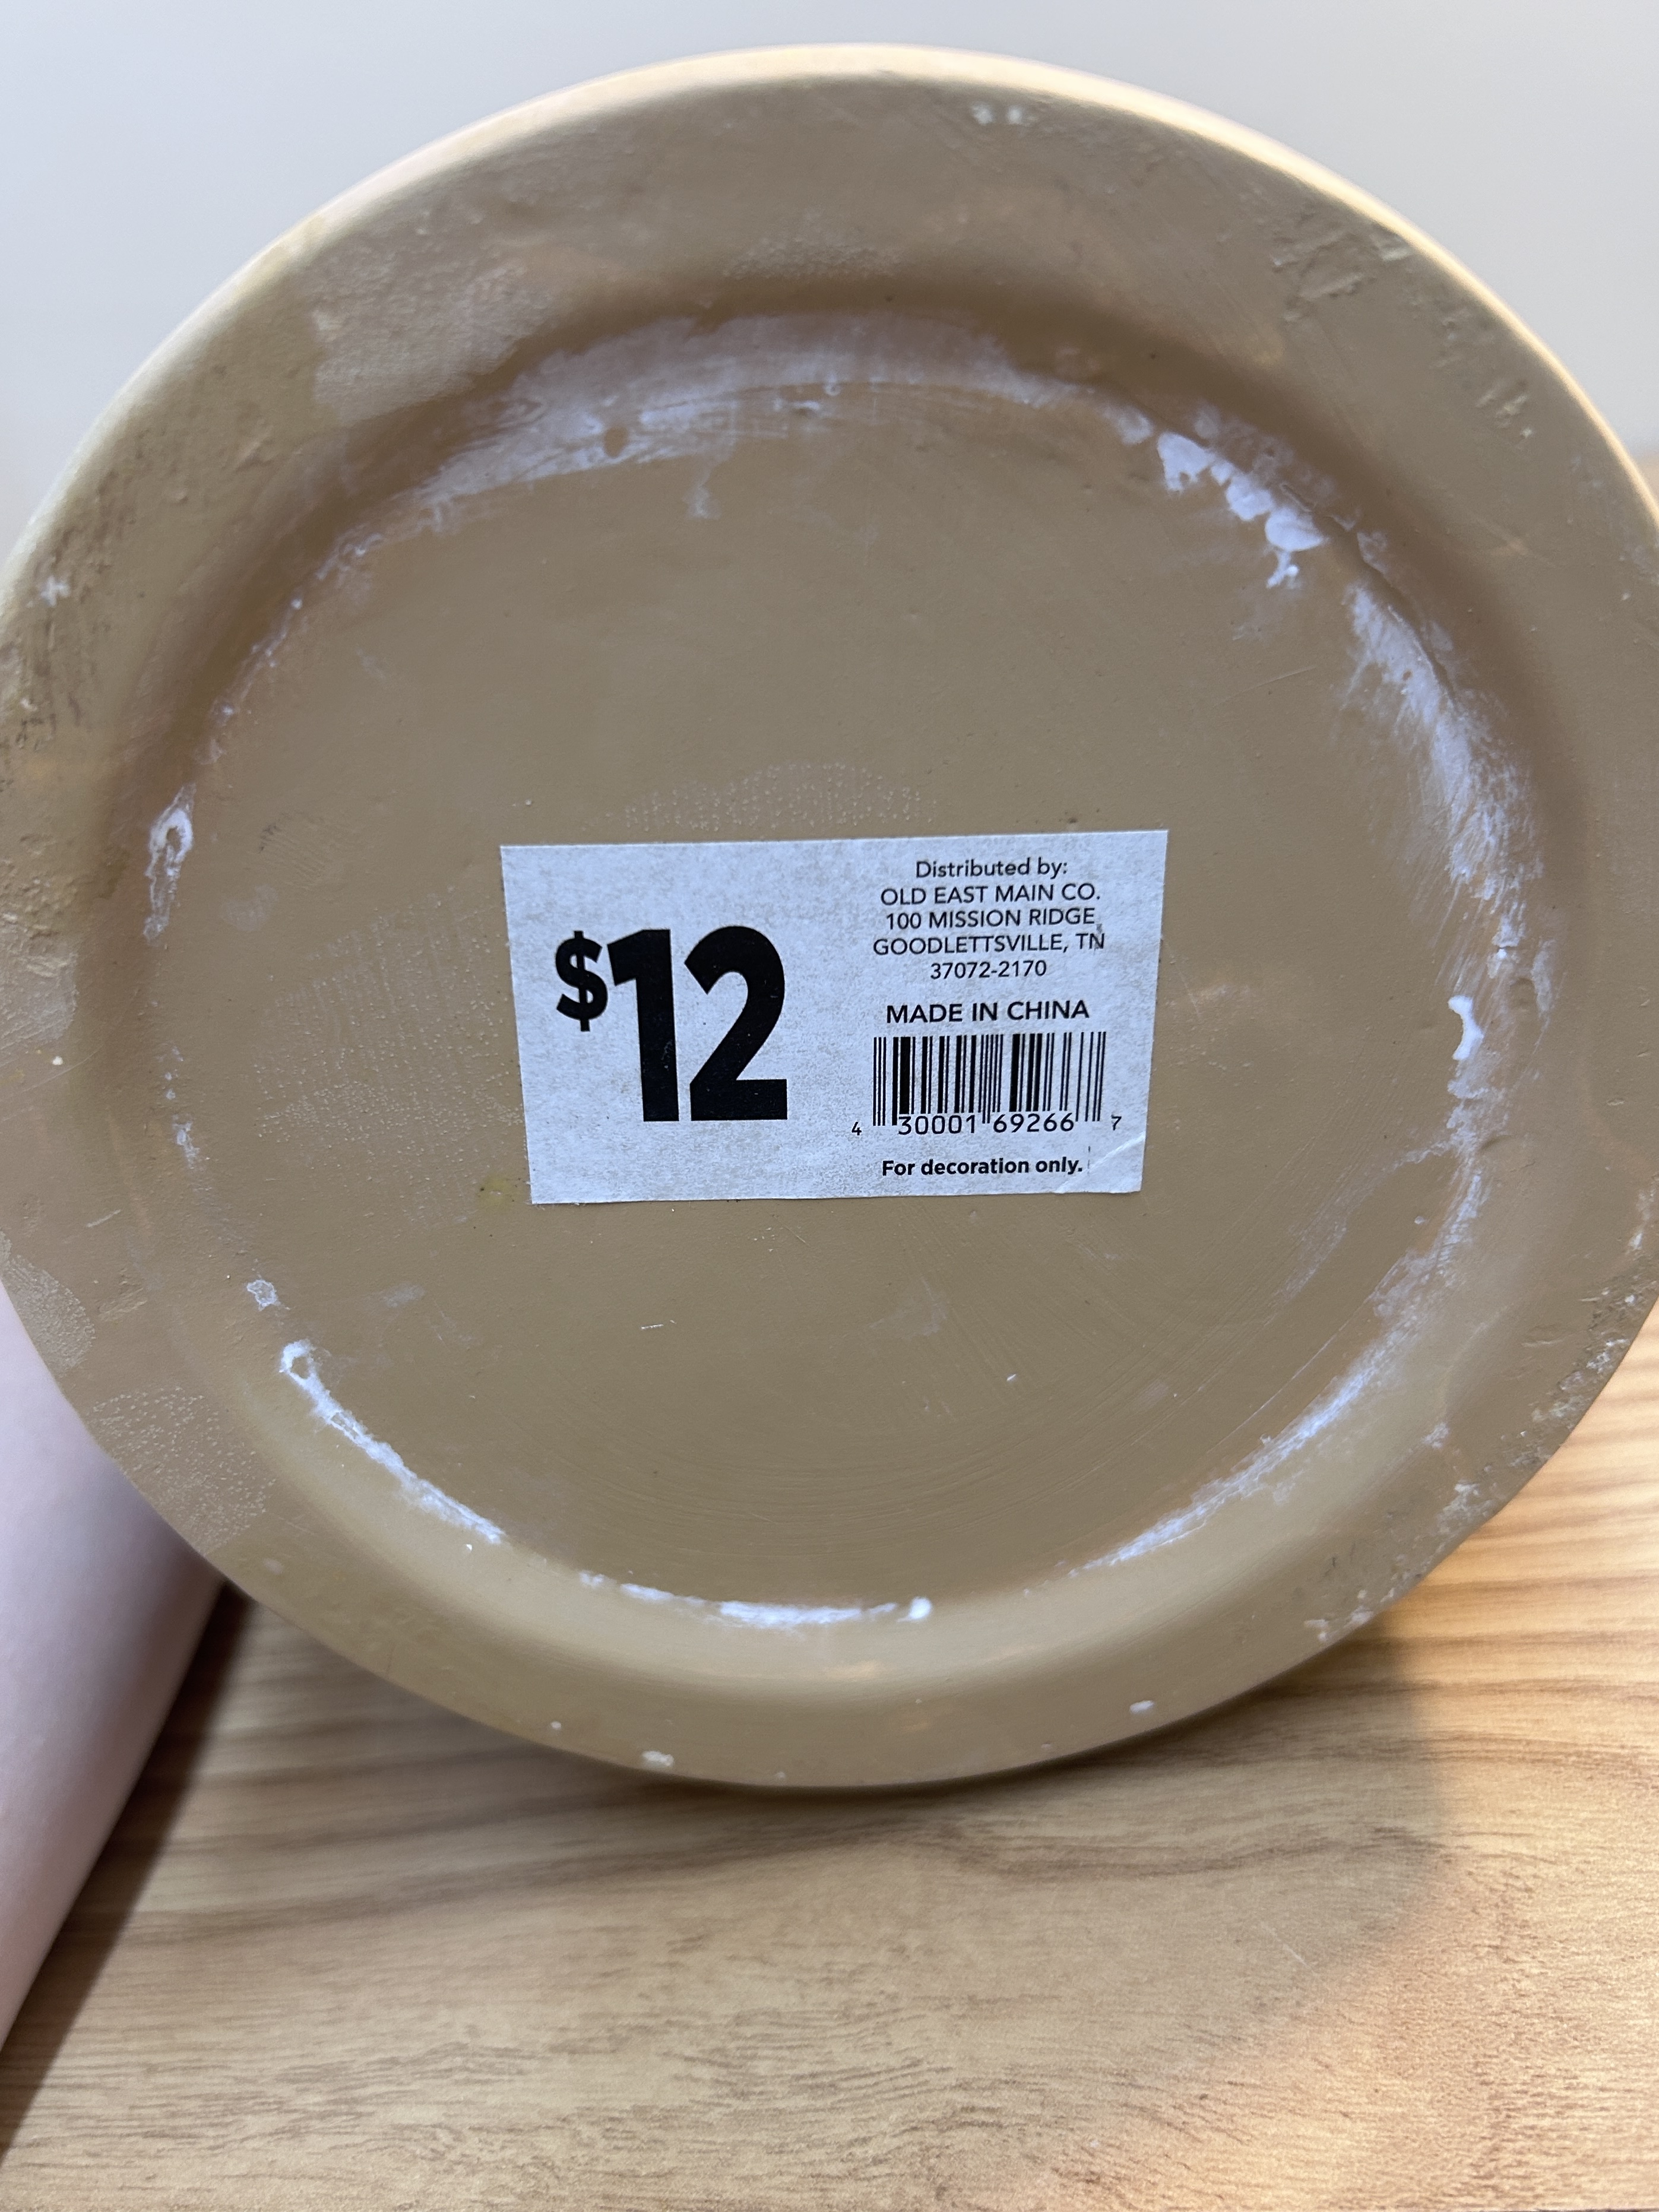 $12
Distributed by:
OLD EAST MAIN CO.
100 MISSION RIDGE
GOODLETTSVILLE, TN
37072-2170
MADE IN CHINA
4 30001 69266 7
For decoration only.